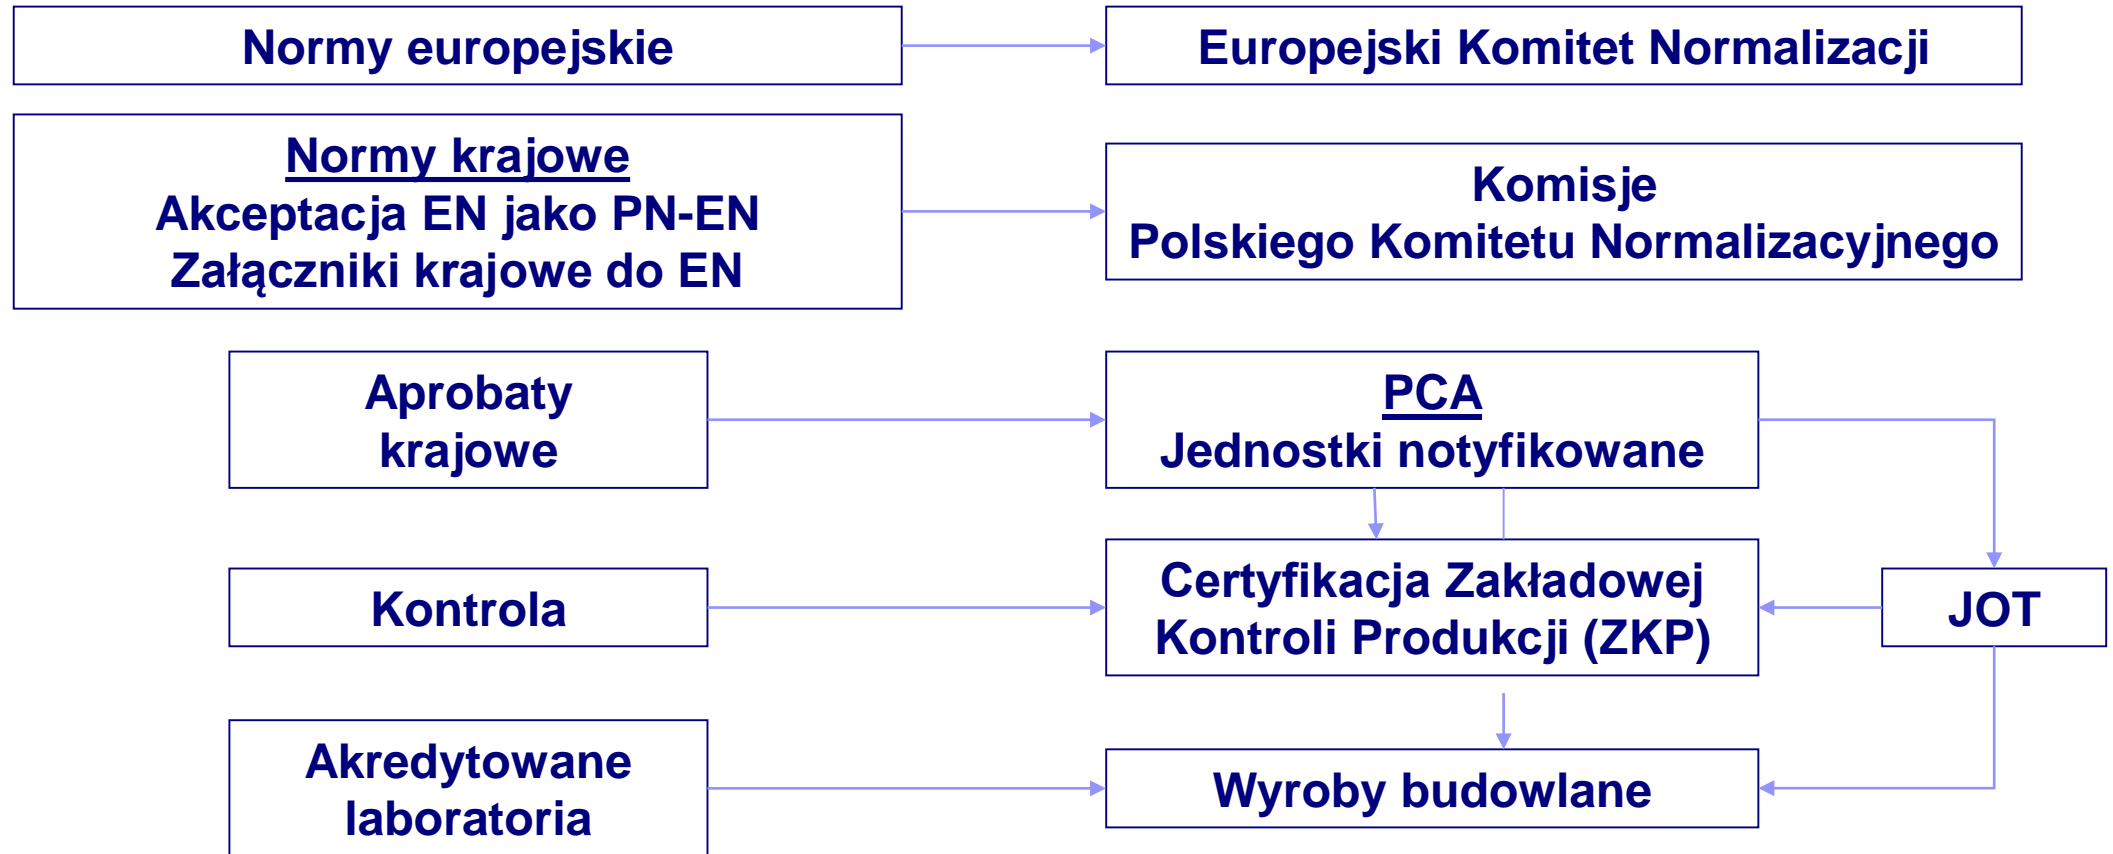 Normy europejskie
Europejski Komitet Normalizacji
Normy krajowe
Akceptacja EN jako PN-EN
Załączniki krajowe do EN
Komisje
Polskiego Komitetu Normalizacyjnego
Aprobaty
krajowe
PCA
Jednostki notyfikowane
Kontrola
Certyfikacja Zakładowej
Kontroli Produkcji (ZKP)
JOT
Akredytowane
laboratoria
Wyroby budowlane